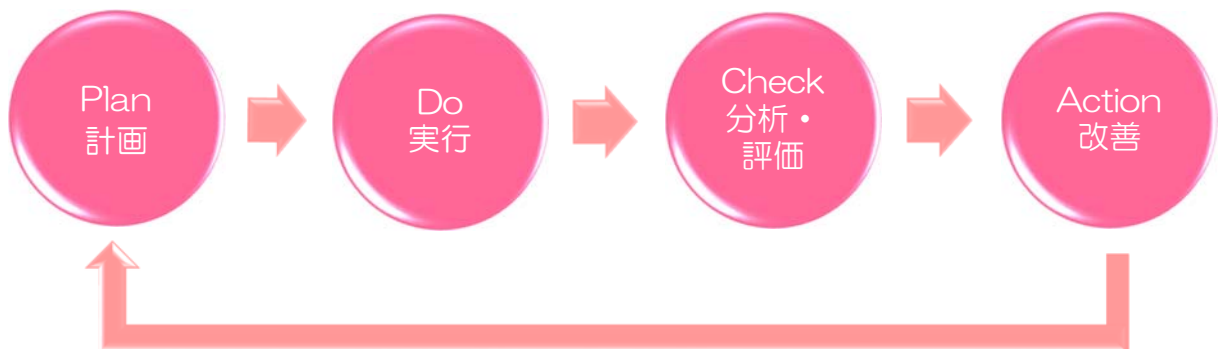 Plan
計画
Do
実行
Check
分析・
評価
Action
改善